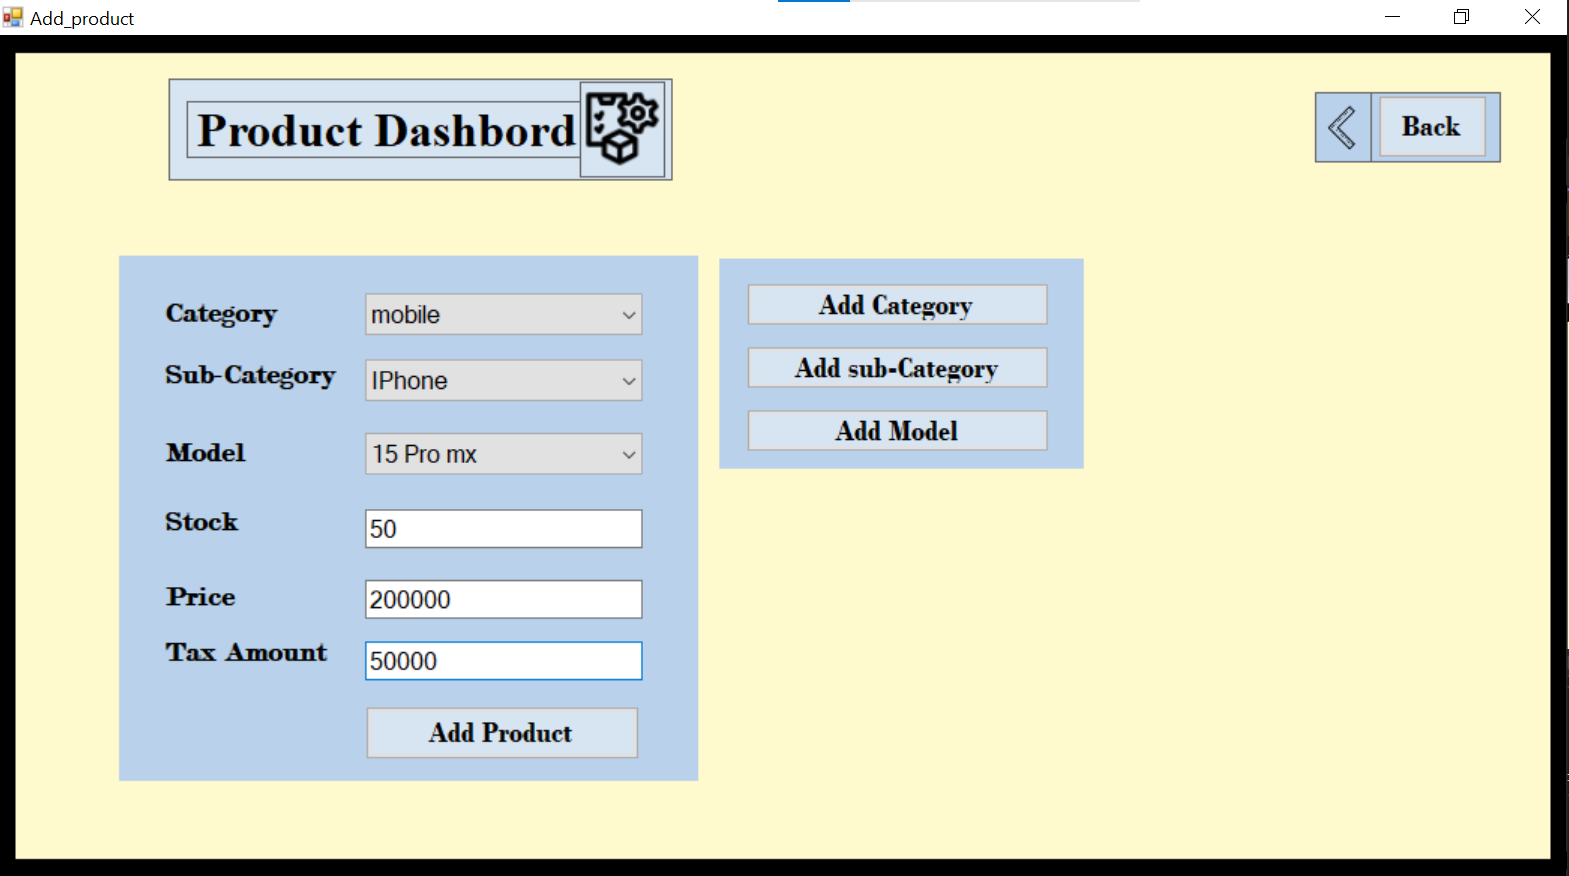 Add_product
Product Dashbord
Back
Category
mobile
Sub-Category
IPhone
Model
15 Pro mx
Stock
50
Price
200000
Tax Amount
50000
Add Product
Add Category
Add sub-Category
Add Model